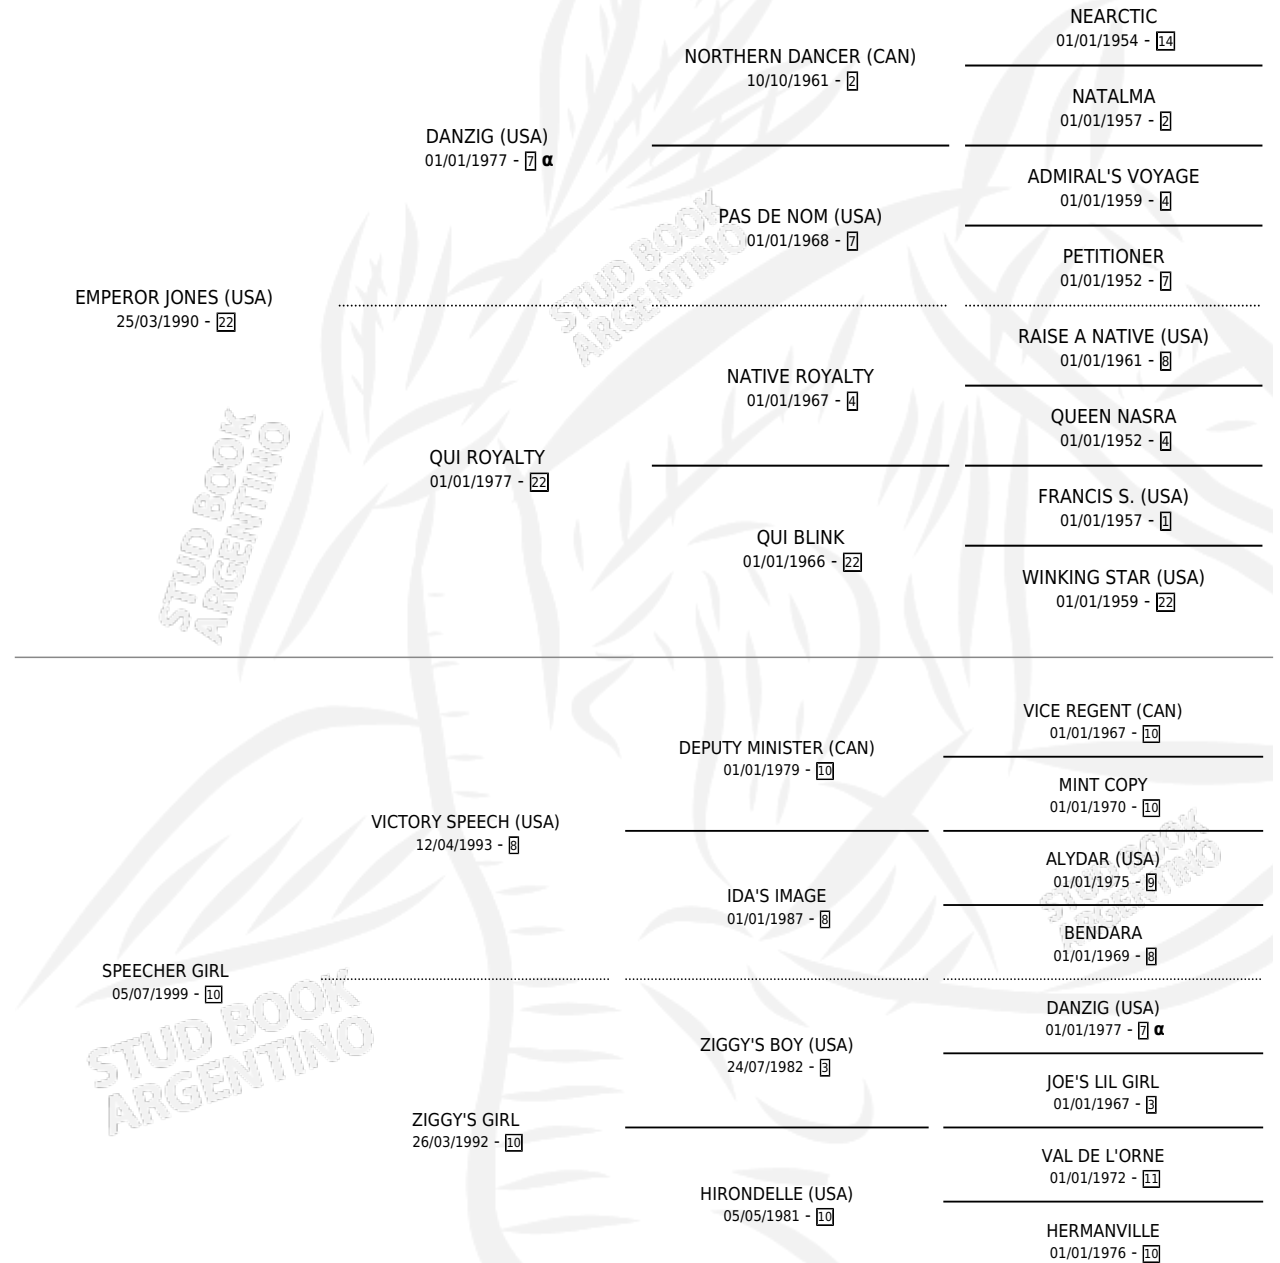 NEARCTIC
01/01/1954 - 14
NORTHERN DANCER (CAN)
10/10/1961 - 2
NATALMA
01/01/1957 - 2
DANZIG (USA)
01/01/1977 - 7 α
ADMIRAL'S VOYAGE
01/01/1959 - 4
PAS DE NOM (USA)
01/01/1968 - 7
PETITIONER
01/01/1952 - 7
EMPEROR JONES (USA)
25/03/1990 - 22
RAISE A NATIVE (USA)
01/01/1961 - 8
NATIVE ROYALTY
01/01/1967 - 4
QUEEN NASRA
01/01/1952 - 4
QUI ROYALTY
01/01/1977 - 22
FRANCIS S. (USA)
01/01/1957 - 1
QUI BLINK
01/01/1966 - 22
WINKING STAR (USA)
01/01/1959 - 22
VICE REGENT (CAN)
01/01/1967 - 10
DEPUTY MINISTER (CAN)
01/01/1979 - 10
MINT COPY
01/01/1970 - 10
VICTORY SPEECH (USA)
12/04/1993 - 8
ALYDAR (USA)
01/01/1975 - 9
IDA'S IMAGE
01/01/1987 - 8
BENDARA
01/01/1969 - 8
SPEECHER GIRL
05/07/1999 - 10
DANZIG (USA)
01/01/1977 - 7 α
ZIGGY'S BOY (USA)
24/07/1982 - 3
JOE'S LIL GIRL
01/01/1967 - 3
ZIGGY'S GIRL
26/03/1992 - 10
VAL DE L'ORNE
01/01/1972 - 11
HIRONDELLE (USA)
05/05/1981 - 10
HERMANVILLE
01/01/1976 - 10
STUD BOOK
ARGENTINO
STUD BOOK
ARGENTINO
STUD BOOK
ARGENTINO
STUD BOOK
ARGENTINO